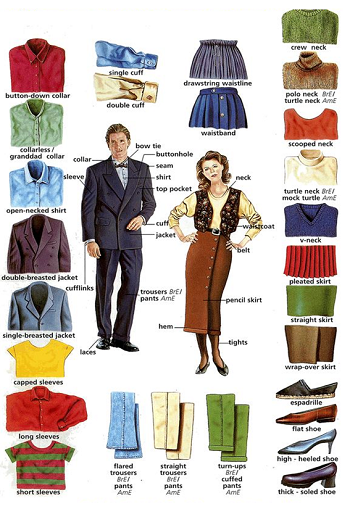 button-down collar
collarless /
granddad collar
open-necked shirt
double-breasted jacket
single-breasted jacket
capped sleeves
long sleeves
short sleeves
single cuff
double cuff
drawstring waistline
waistband
crew neck
polo neck BrE/
turtle neck AmE
scooped neck
turtle neck BrE/
mock turtle AmE
v-neck
pleated skirt
straight skirt
wrap-over skirt
espadrille
flat shoe
high - heeled shoe
thick - soled shoe
bow tie
buttonhole
collar
seam
sleeve
shirt
top pocket
cuff
jacket
cufflinks
trousers BrE/
pants AmE
laces
neck
waistcoat
belt
pencil skirt
hem
tights
flared
trousers
BrE/
pants
AmE
straight
trousers
BrE/
pants
AmE
turn-ups
BrE/
cuffed
pants
AmE